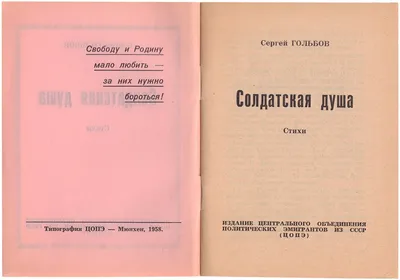 Свободу и Родину
мало любить —
за них нужно
бороться!
Типография ЦОПЭ — Мюнхен, 1958.
Сергей ГОЛЬБОВ
Солдатская душа
Стихи
ИЗДАНИЕ ЦЕНТРАЛЬНОГО ОБЪЕДИНЕНИЯ
ПОЛИТИЧЕСКИХ ЭМИГРАНТОВ ИЗ СССР
(ЦОПЭ)